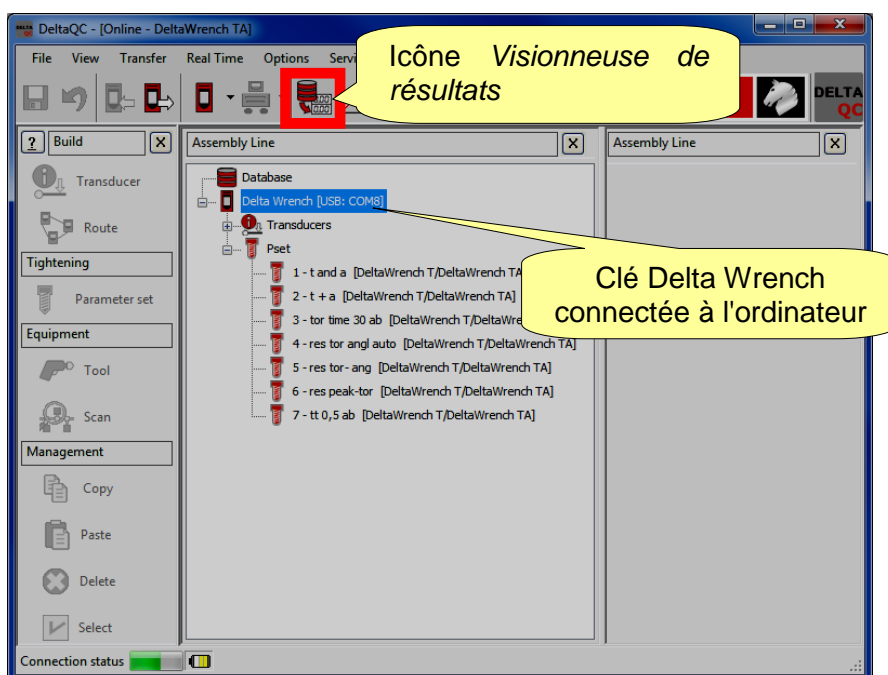 DeltaQC - [Online - DeltaWrench TA]
File View Transfer Real Time Options
Icône Visionneuse de
résultats
DELTA
QC
? Build X
Transducer
Route
Tightening
Parameter set
Equipment
Tool
Scan
Management
Copy
Paste
Delete
Select
Assembly Line X
Database
Delta Wrench [USB: COM8]
Transducers
Pset
1 - t and a [DeltaWrench T/DeltaWrench TA
2 - t + a [DeltaWrench T/DeltaWrench TA]
3 - tor time 30 ab [DeltaWrench T/DeltaWre
4 - res tor angl auto [DeltaWrench T/DeltaWrench TA]
5 - res tor- ang [DeltaWrench T/DeltaWrench TA]
6 - res peak-tor [DeltaWrench T/DeltaWrench TA]
7 - tt 0,5 ab [DeltaWrench T/DeltaWrench TA]
Assembly Line X
Clé Delta Wrench
connectée à l'ordinateur
Connection status